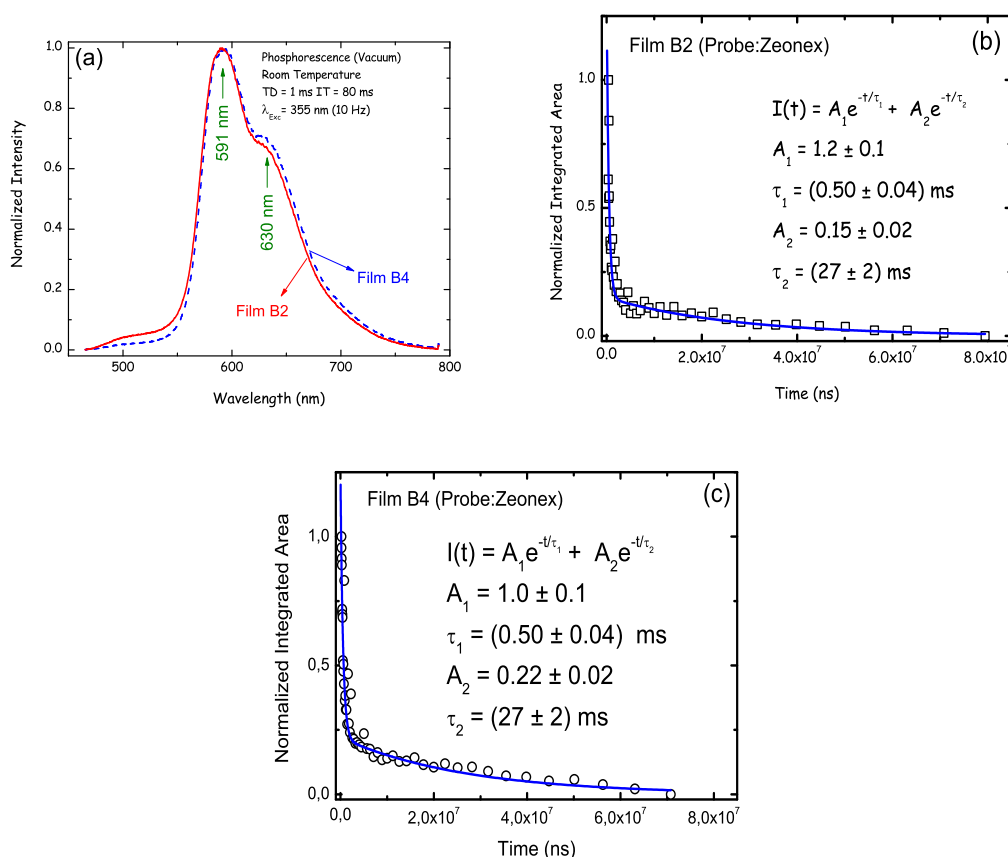 (a)
Phosphorescence (Vacuum)
Room Temperature
TD = 1 ms IT = 80 ms
λExc = 355 nm (10 Hz)
591 nm
630 nm
Film B4
Film B2
Normalized Intensity
1.0
0.8
0.6
0.4
0.2
0.0
500 600 700 800
Wavelength (nm)
(b)
Film B2 (Probe:Zeonex)
I(t) = A₁e^-t/τ₁ + A₂e^-t/τ₂
A₁ = 1.2 ± 0.1
τ₁ = (0.50 ± 0.04) ms
A₂ = 0.15 ± 0.02
τ₂ = (27 ± 2) ms
Normalized Integrated Area
1.0
0.5
0.0
0.0 2.0x10⁷ 4.0x10⁷ 6.0x10⁷ 8.0x10⁷
Time (ns)
(c)
Film B4 (Probe:Zeonex)
I(t) = A₁e^-t/τ₁ + A₂e^-t/τ₂
A₁ = 1.0 ± 0.1
τ₁ = (0.50 ± 0.04) ms
A₂ = 0.22 ± 0.02
τ₂ = (27 ± 2) ms
Normalized Integrated Area
1,0
0,5
0,0
0,0 2,0x10⁷ 4,0x10⁷ 6,0x10⁷ 8,0x10⁷
Time (ns)